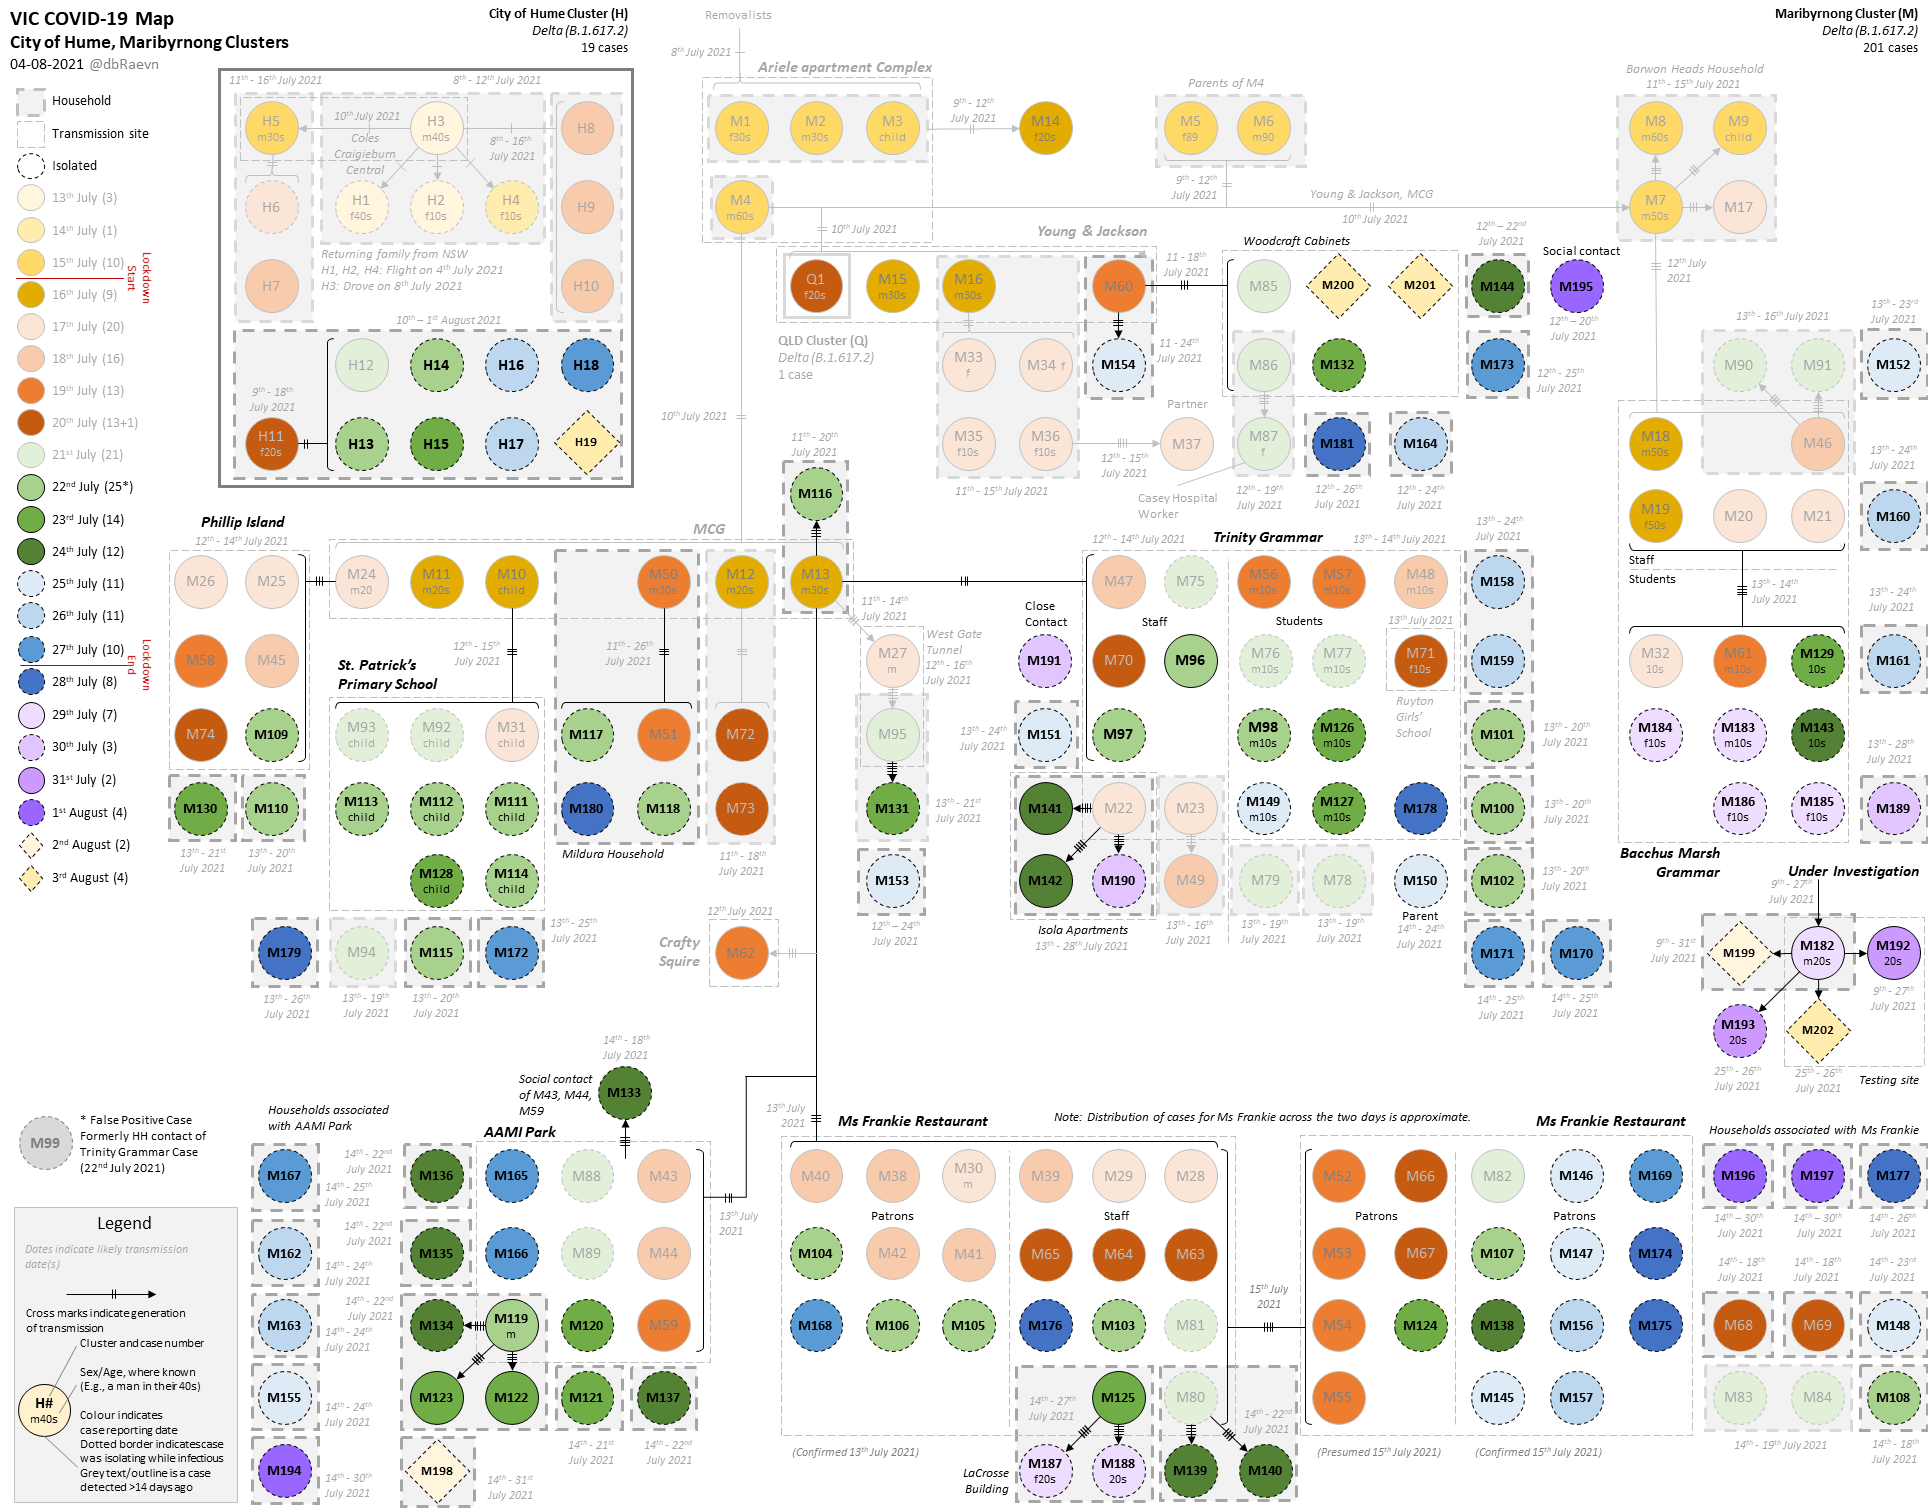 VIC COVID-19 Map
City of Hume, Maribyrnong Clusters
04-08-2021 @dbRaevn
City of Hume Cluster (H)
Delta (B.1.617.2)
19 cases
Maribyrnong Cluster (M)
Delta (B.1.617.2)
201 cases
Household
Transmission site
Isolated
13th July (3)
14th July (1)
15th July (10)
Lockdown Start
16th July (9)
17th July (20)
18th July (16)
19th July (13)
20th July (13+1)
21st July (21)
22nd July (25*)
23rd July (14)
24th July (12)
25th July (11)
26th July (11)
27th July (10)
Lockdown End
28th July (8)
29th July (7)
30th July (3)
31st July (2)
1st August (4)
2nd August (2)
3rd August (4)
11th - 16th July 2021
8th - 12th July 2021
H5 m30s
10th July 2021
H3 m40s
H8
Coles Craigieburn Central
8th - 16th July 2021
H6
H1 f40s
H2 f10s
H4 f10s
H9
H7
Returning family from NSW
H1, H2, H4: Flight on 4th July 2021
H3: Drove on 8th July 2021
H10
10th – 1st August 2021
H12
H14
H16
H18
9th - 18th July 2021
H11 f20s
H13
H15
H17
H19
Removalists
8th July 2021
Ariele apartment Complex
M1 f30s
M2 m30s
M3 child
9th - 12th July 2021
M14 f20s
M4 m60s
10th July 2021
Parents of M4
M5 f89
M6 m90
9th - 12th July 2021
Young & Jackson, MCG
10th July 2021
Barwon Heads Household
11th - 15th July 2021
M8 m60s
M9 child
M7 m50s
M17
12th July 2021
Young & Jackson
Q1 f20s
M15 m30s
M16 m30s
M60
11 - 18th July 2021
QLD Cluster (Q)
Delta (B.1.617.2)
1 case
M33 f
M34 f
M154
11 - 24th July 2021
M35 f10s
M36 f10s
12th - 15th July 2021
Partner
M37
11th - 15th July 2021
Woodcraft Cabinets
M85
M200
M201
M86
M132
M87 f
Casey Hospital Worker
12th - 19th July 2021
M181
12th - 26th July 2021
M164
12th - 24th July 2021
12th - 22nd July 2021
M144
M173
12th - 25th July 2021
Social contact
M195
12th – 20th July 2021
13th - 16th July 2021
M90
M91
M46
13th - 23rd July 2021
M152
M18 m50s
M19 f50s
M20
M21
Staff
Students
13th - 14th July 2021
M32 10s
M61 m10s
M129 10s
M184 f10s
M183 m10s
M143 10s
M186 f10s
M185 f10s
Bacchus Marsh Grammar
13th - 24th July 2021
M160
13th - 24th July 2021
M161
13th - 28th July 2021
M189
Under Investigation
9th - 27th July 2021
9th - 31st July 2021
M199
M182 m20s
M192 20s
9th - 27th July 2021
M193 20s
25th - 26th July 2021
M202
25th - 26th July 2021
Testing site
10th July 2021
11th - 20th July 2021
M116
MCG
Phillip Island
12th - 14th July 2021
M26
M25
M58
M45
M74
M109
M130
13th - 21st July 2021
M110
13th - 20th July 2021
M24 m20
M11 m20s
M10 child
M50 m30s
M12 m20s
M13 m30s
12th - 15th July 2021
St. Patrick's Primary School
M93 child
M92 child
M31 child
M113 child
M112 child
M111 child
M128 child
M114 child
M179
13th - 26th July 2021
M94
13th - 19th July 2021
M115
13th - 20th July 2021
M172
13th - 25th July 2021
11th - 26th July 2021
M117
M51
M180
M118
Mildura Household
M72
M73
11th - 18th July 2021
12th July 2021
Crafty Squire
M62
11th - 14th July 2021
M27 m
West Gate Tunnel
12th - 16th July 2021
M95
M131
13th - 21st July 2021
M153
12th – 24th July 2021
12th - 14th July 2021
Trinity Grammar
13th - 14th July 2021
M47
M75
M56 m10s
M57 m10s
M48 m10s
Staff
Students
13th July 2021
M70
M96
M76 m10s
M77 m10s
M71 f10s
Ruyton Girls' School
M97
M98 m10s
M126 m10s
M149 m10s
M127 m10s
M178
Close Contact
M191
13th - 24th July 2021
M151
M141
M22
M142
M190
Isola Apartments
13th - 28th July 2021
M23
M49
13th - 16th July 2021
M79
13th - 19th July 2021
M78
13th - 19th July 2021
M150
Parent
14th - 24th July 2021
13th - 24th July 2021
M158
M159
M101
13th - 20th July 2021
M100
13th - 20th July 2021
M102
13th - 20th July 2021
M171
14th - 25th July 2021
M170
14th - 25th July 2021
M99
* False Positive Case
Formerly HH contact of
Trinity Grammar Case
(22nd July 2021)
Legend
Dates indicate likely transmission date(s)
Cross marks indicate generation of transmission
Cluster and case number
Sex/Age, where known
(E.g., a man in their 40s)
H# m40s
Colour indicates case reporting date
Dotted border indicates case was isolating while infectious
Grey text/outline is a case detected >14 days ago
Households associated with AAMI Park
M167
14th - 25th July 2021
M162
14th - 24th July 2021
M163
14th - 24th July 2021
M155
14th - 24th July 2021
M194
14th - 30th July 2021
14th - 22nd July 2021
M136
14th - 22nd July 2021
M135
14th - 22nd July 2021
M134
M119 m
M123
M122
M198
14th - 31st July 2021
14th - 18th July 2021
Social contact of M43, M44, M59
M133
AAMI Park
M165
M88
M43
M166
M89
M44
M120
M59
M121
14th - 21st July 2021
M137
14th - 22nd July 2021
13th July 2021
13th July 2021
Ms Frankie Restaurant
Note: Distribution of cases for Ms Frankie across the two days is approximate.
M40
M38
M30 m
M39
M29
M28
Patrons
Staff
M104
M42
M41
M65
M64
M63
M168
M106
M105
M176
M103
M81
14th - 27th July 2021
M125
M80
14th - 22nd July 2021
(Confirmed 13th July 2021)
LaCrosse Building
M187 f20s
M188 20s
M139
M140
15th July 2021
Ms Frankie Restaurant
M52
M66
M82
M146
M169
Patrons
Patrons
M53
M67
M107
M147
M174
M54
M124
M138
M156
M175
M55
M145
M157
(Presumed 15th July 2021)
(Confirmed 15th July 2021)
Households associated with Ms Frankie
M196
M197
M177
14th – 30th July 2021
14th – 30th July 2021
14th - 26th July 2021
14th - 18th July 2021
14th - 18th July 2021
14th - 23rd July 2021
M68
M69
M148
M83
M84
M108
14th - 19th July 2021
14th - 18th July 2021